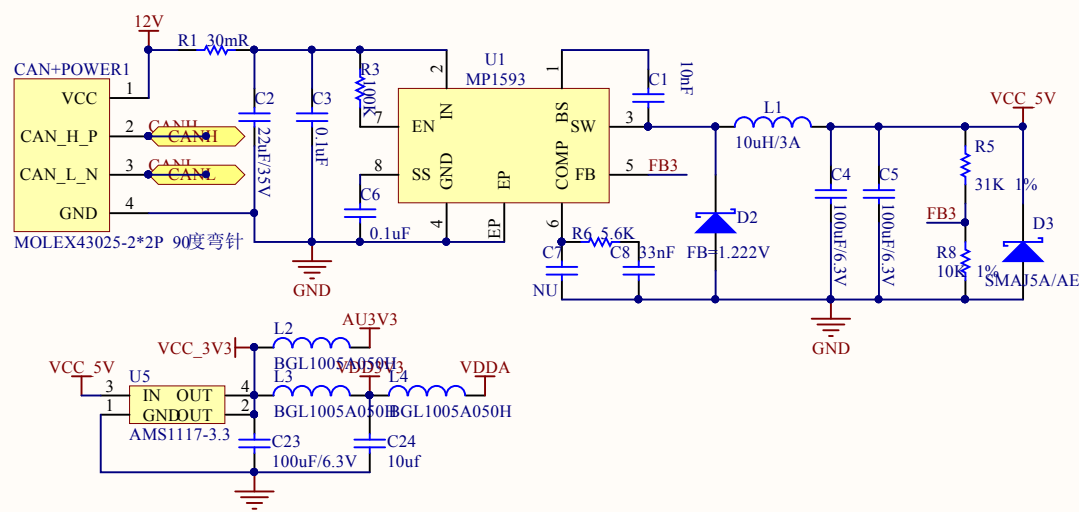 12V
R1 30mR
CAN+POWER1
VCC 1
CAN_H_P 2
CANH
CANH
CAN_L_N 3
CANL
CANL
GND 4
MOLEX43025-2*2P 90度弯针
C2
22uF/35V
C3
0.1uF
R3
100K
C6
0.1uF
GND
U1
MP1593
2
IN
1
BS
7 EN
SW 3
8 SS
FB 5
GND
4
EP
EP
COMP
6
FB3
C1
10nF
L1
10uH/3A
VCC_5V
R6 5.6K
C7
NU
C8 33nF
D2
FB=1.222V
C4
100uF/6.3V
C5
100uF/6.3V
R5
31K 1%
FB3
R8
10K 1%
D3
SMAJ5A/AE
GND
VCC_3V3
L2
BGL1005A050H
AU3V3
VCC_5V
U5
3 IN OUT 4
1 GND OUT 2
AMS1117-3.3
L3
BGL1005A050H
VDD3V3
L4
BGL1005A050H
VDDA
C23
100uF/6.3V
C24
10uf